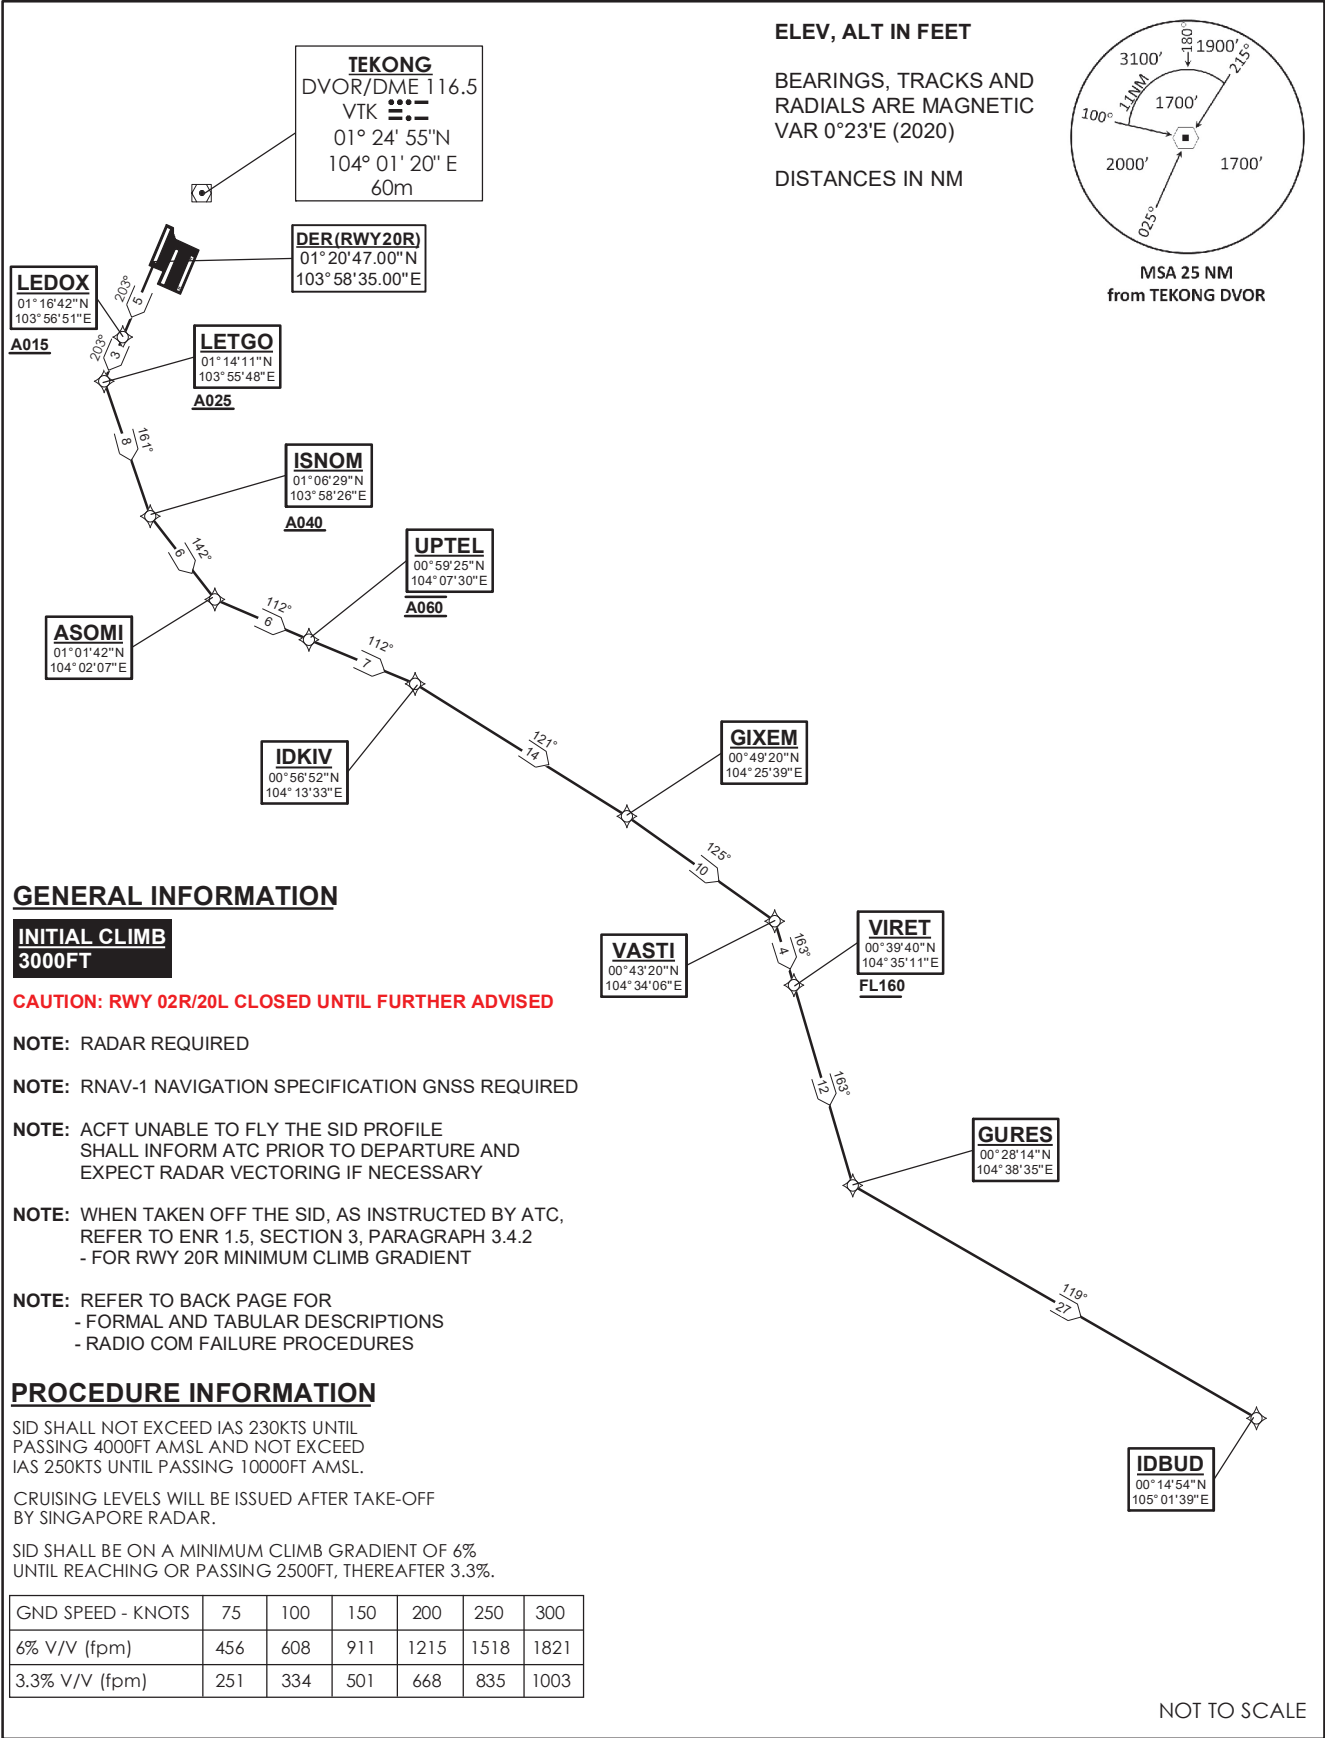 TEKONG
DVOR/DME 116.5
VTK
01° 24' 55"N
104° 01' 20" E
60m
ELEV, ALT IN FEET
BEARINGS, TRACKS AND
RADIALS ARE MAGNETIC
VAR 0°23'E (2020)
DISTANCES IN NM
3100'
180°
1900'
215°
11NM
1700'
100°
2000'
1700'
025°
MSA 25 NM
from TEKONG DVOR
DER(RWY20R)
01°20'47.00"N
103°58'35.00"E
LEDOX
01°16'42"N
103°56'51"E
A015
203°
5
203°
3
LETGO
01°14'11"N
103°55'48"E
A025
161°
8
ISNOM
01°06'29"N
103°58'26"E
A040
142°
6
UPTEL
00°59'25"N
104°07'30"E
A060
112°
6
ASOMI
01°01'42"N
104°02'07"E
112°
7
IDKIV
00°56'52"N
104°13'33"E
121°
14
GIXEM
00°49'20"N
104°25'39"E
125°
10
VASTI
00°43'20"N
104°34'06"E
163°
4
VIRET
00°39'40"N
104°35'11"E
FL160
163°
12
GURES
00°28'14"N
104°38'35"E
119°
27
IDBUD
00°14'54"N
105°01'39"E
GENERAL INFORMATION
INITIAL CLIMB
3000FT
CAUTION: RWY 02R/20L CLOSED UNTIL FURTHER ADVISED
NOTE: RADAR REQUIRED
NOTE: RNAV-1 NAVIGATION SPECIFICATION GNSS REQUIRED
NOTE: ACFT UNABLE TO FLY THE SID PROFILE
SHALL INFORM ATC PRIOR TO DEPARTURE AND
EXPECT RADAR VECTORING IF NECESSARY
NOTE: WHEN TAKEN OFF THE SID, AS INSTRUCTED BY ATC,
REFER TO ENR 1.5, SECTION 3, PARAGRAPH 3.4.2
- FOR RWY 20R MINIMUM CLIMB GRADIENT
NOTE: REFER TO BACK PAGE FOR
- FORMAL AND TABULAR DESCRIPTIONS
- RADIO COM FAILURE PROCEDURES
PROCEDURE INFORMATION
SID SHALL NOT EXCEED IAS 230KTS UNTIL
PASSING 4000FT AMSL AND NOT EXCEED
IAS 250KTS UNTIL PASSING 10000FT AMSL.
CRUISING LEVELS WILL BE ISSUED AFTER TAKE-OFF
BY SINGAPORE RADAR.
SID SHALL BE ON A MINIMUM CLIMB GRADIENT OF 6%
UNTIL REACHING OR PASSING 2500FT, THEREAFTER 3.3%.
GND SPEED - KNOTS 75 100 150 200 250 300
6% V/V (fpm) 456 608 911 1215 1518 1821
3.3% V/V (fpm) 251 334 501 668 835 1003
NOT TO SCALE